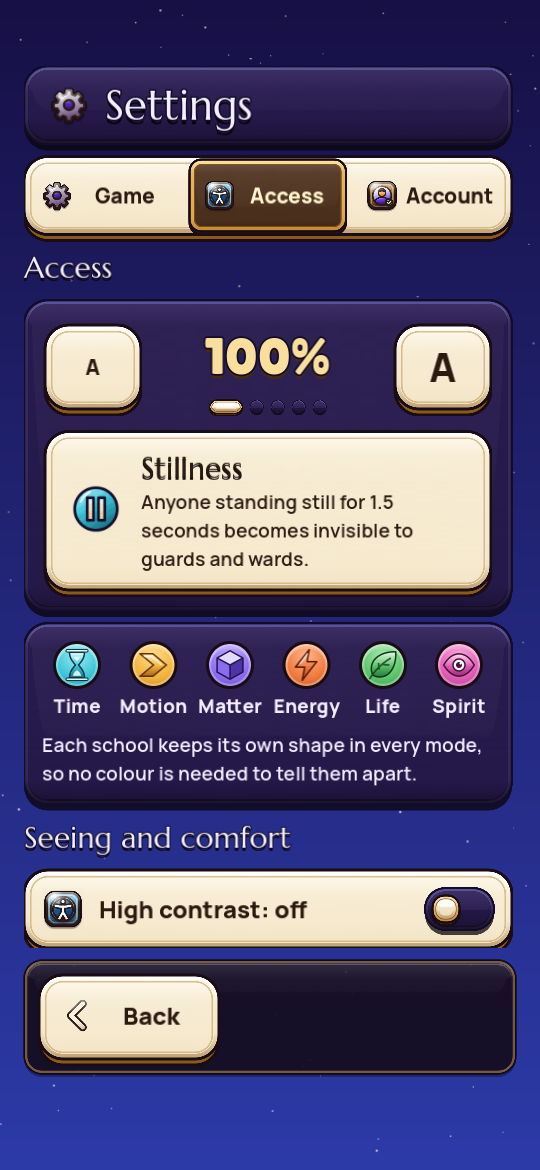 Settings
Game
Access
Account
Access
A
100%
A
Stillness
Anyone standing still for 1.5
seconds becomes invisible to
guards and wards.
Time
Motion
Matter
Energy
Life
Spirit
Each school keeps its own shape in every mode,
so no colour is needed to tell them apart.
Seeing and comfort
High contrast: off
Back